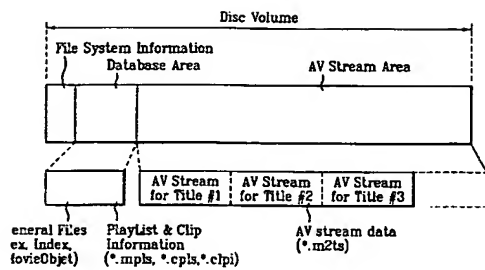 Disc Volume
File System Information
Database Area
AV Stream Area
AV Stream for Title #1
AV Stream for Title #2
AV Stream for Title #3
eneral Files
ex. Index,
fovieObjet)
PlayList & Clip
Information
(*.mpls, *.cpls,*.clpi)
AV stream data
(*.m2ts)